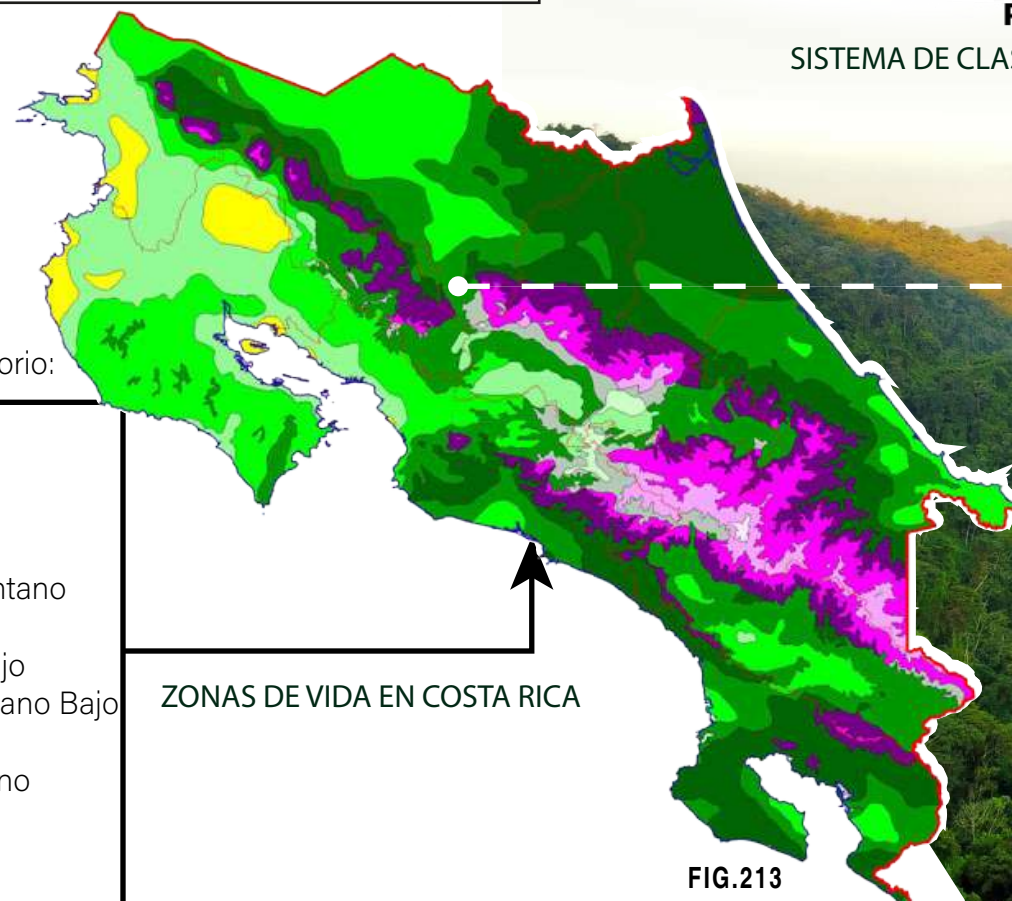 SISTEMA DE CLAS
orio:
ntano
jo
ano Bajo
no
ZONAS DE VIDA EN COSTA RICA
FIG.213